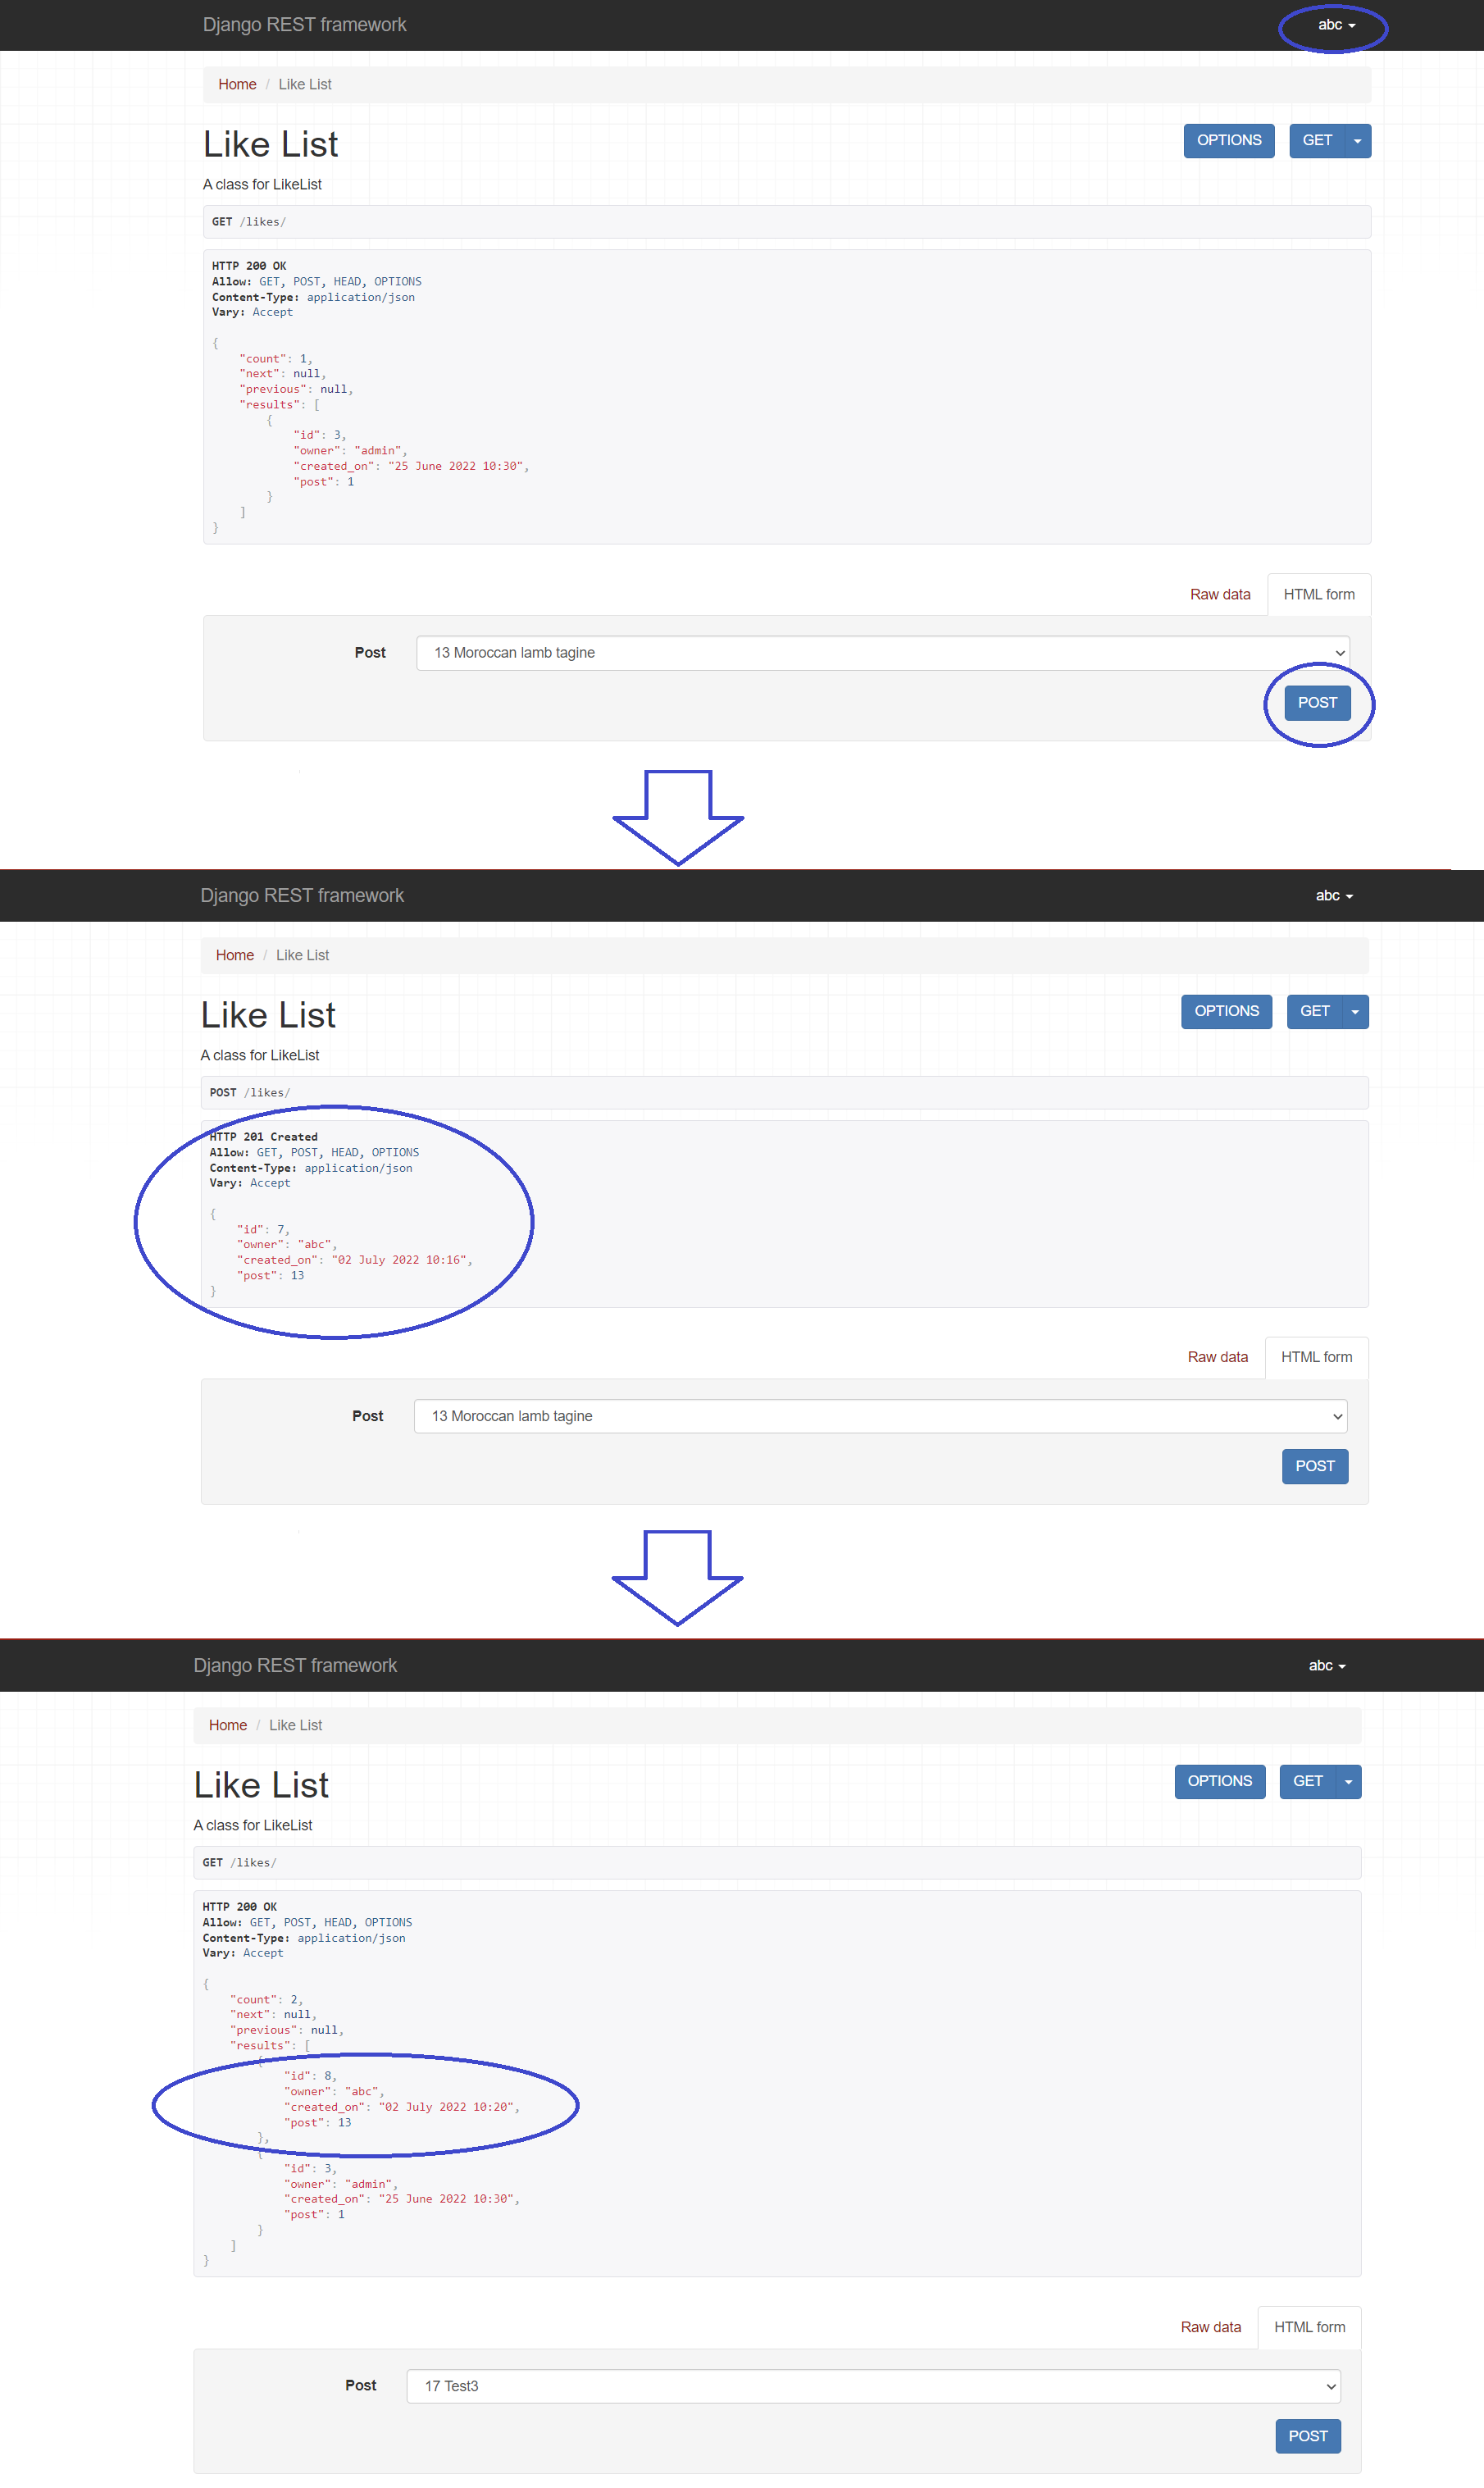 Django REST framework
abc
Home / Like List
Like List
OPTIONS
GET
A class for LikeList
GET /likes/
HTTP 200 OK
Allow: GET, POST, HEAD, OPTIONS
Content-Type: application/json
Vary: Accept
{
"count": 1,
"next": null,
"previous": null,
"results": [
{
"id": 3,
"owner": "admin",
"created_on": "25 June 2022 10:30",
"post": 1
}
]
}
Raw data
HTML form
Post
13 Moroccan lamb tagine
POST
Django REST framework
abc
Home / Like List
Like List
OPTIONS
GET
A class for LikeList
POST /likes/
HTTP 201 Created
Allow: GET, POST, HEAD, OPTIONS
Content-Type: application/json
Vary: Accept
{
"id": 7,
"owner": "abc",
"created_on": "02 July 2022 10:16",
"post": 13
}
Raw data
HTML form
Post
13 Moroccan lamb tagine
POST
Django REST framework
abc
Home / Like List
Like List
OPTIONS
GET
A class for LikeList
GET /likes/
HTTP 200 OK
Allow: GET, POST, HEAD, OPTIONS
Content-Type: application/json
Vary: Accept
{
"count": 2,
"next": null,
"previous": null,
"results": [
{
"id": 8,
"owner": "abc",
"created_on": "02 July 2022 10:20",
"post": 13
},
{
"id": 3,
"owner": "admin",
"created_on": "25 June 2022 10:30",
"post": 1
}
]
}
Raw data
HTML form
Post
17 Test3
POST